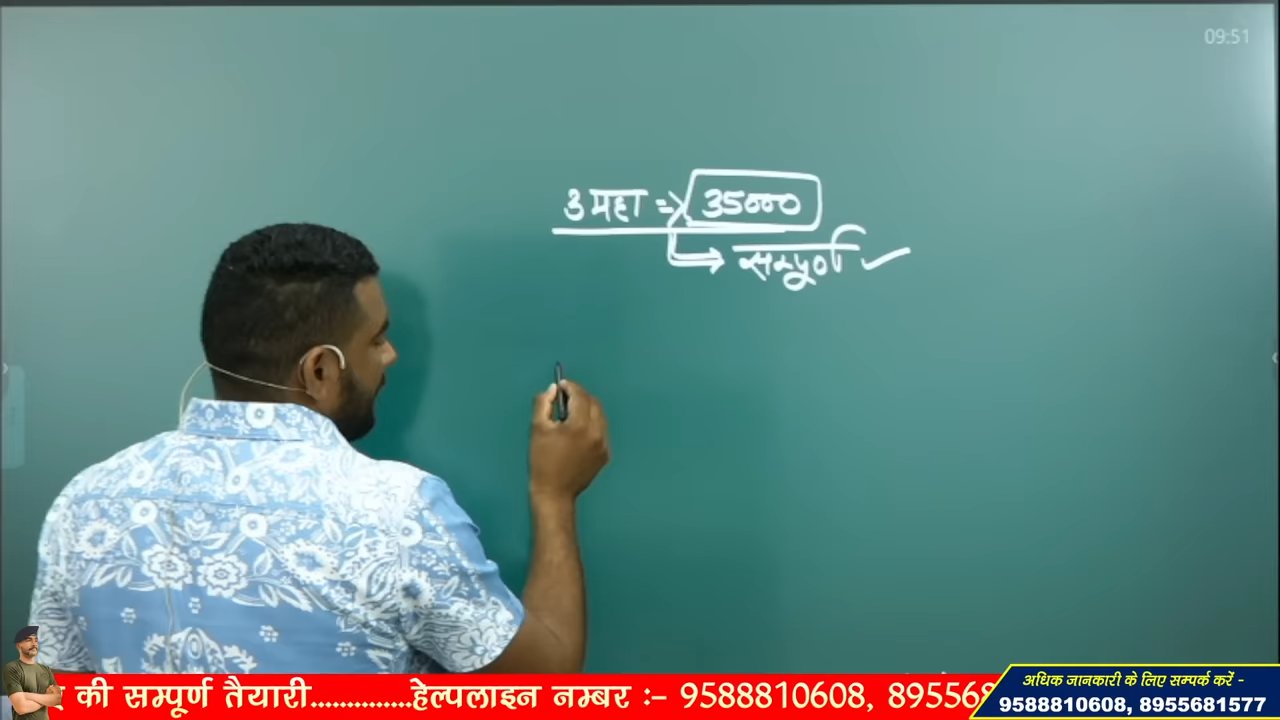 09:51
3 महा => 35000
सम्पूर्ण ✓
की सम्पूर्ण तैयारी..............हेल्पलाइन नम्बर :– 9588810608, 895568
अधिक जानकारी के लिए सम्पर्क करें -
9588810608, 8955681577